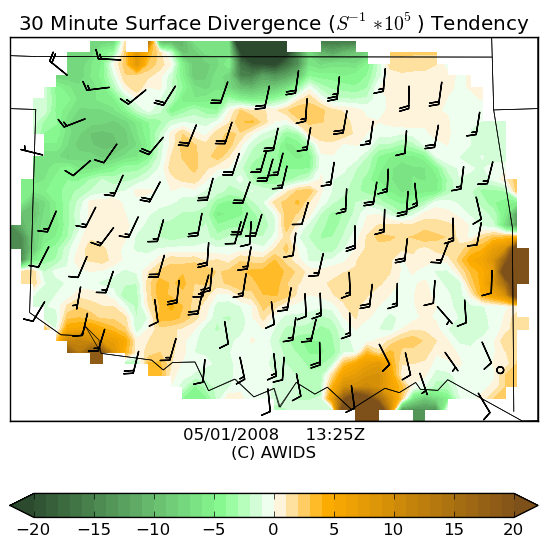 30 Minute Surface Divergence (S⁻¹ *10⁵ ) Tendency
05/01/2008 13:25Z
(C) AWIDS
−20 −15 −10 −5 0 5 10 15 20